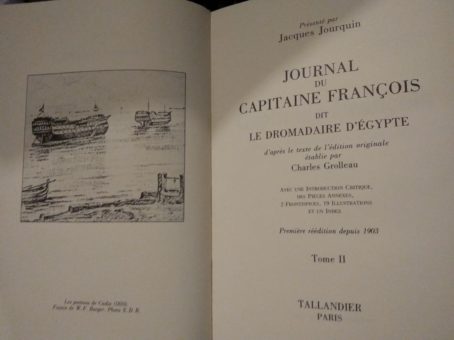 Les pontons de Cadix (1810).
Présenté par
Jacques Jourquin
JOURNAL
DU
CAPITAINE FRANÇOIS
DIT
LE DROMADAIRE D'ÉGYPTE
d'après le texte de l'édition originale
établie par
Charles Grolleau
AVEC UNE INTRODUCTION CRITIQUE,
DES PIÈCES ANNEXES,
2 FRONTISPICES, 19 ILLUSTRATIONS
ET UN INDEX
Première réédition depuis 1903
Tome II
TALLANDIER
PARIS